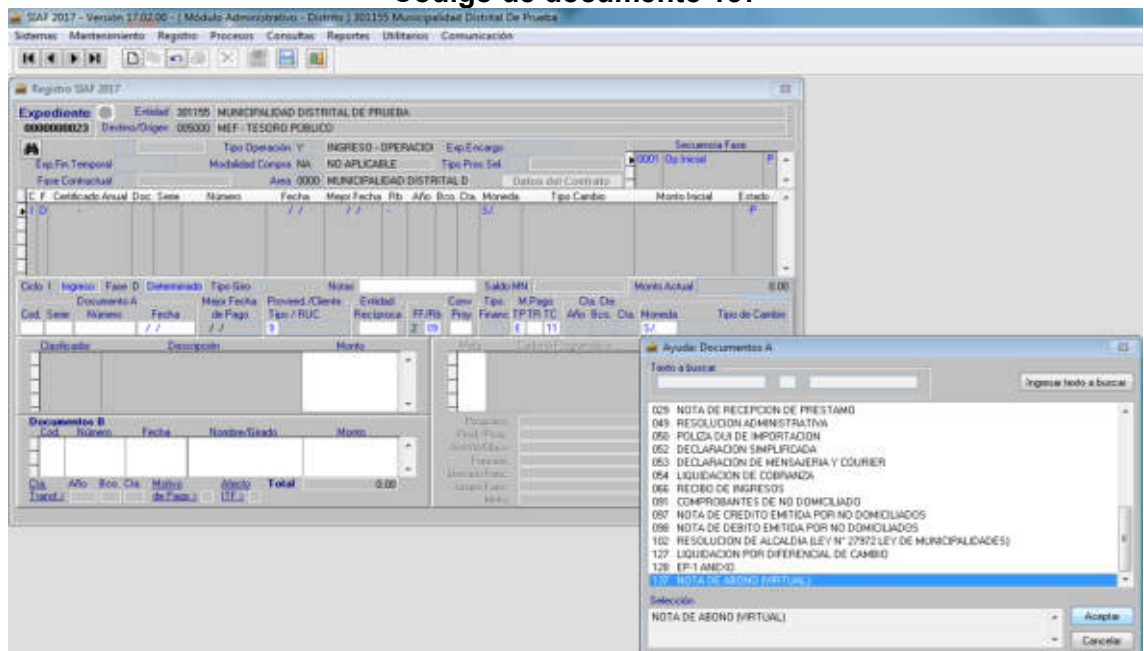 Código de documento 137
SIAF 2017 - Versión 17.02.00 - [ Módulo Administrativo - Distrito ] 301155 Municipalidad Distrital De Prueba
Sistemas Mantenimiento Registro Procesos Consultas Reportes Utilitarios Comunicación
Registro SIAF 2017
Expediente Entidad 301155 MUNICIPALIDAD DISTRITAL DE PRUEBA
0000000023 Destino/Origen 005000 MEF - TESORO PUBLICO
Tipo Operación Y INGRESO - OPERACIO Exp.Encargo Secuencia Fase
Exp.Fin.Temporal Modalidad Compra NA NO APLICABLE Tipo Proc.Sel. 0001 Op.Inicial P
Fase Contractual Area 0000 MUNICIPALIDAD DISTRITAL D Datos del Contrato
C F Certificado Anual Doc. Serie Número Fecha Mejor Fecha Rb Año Bco. Cta. Moneda Tipo Cambio Monto Inicial Estado
I D - / / / / - S/. P
Ciclo I Ingreso Fase D Determinado Tipo Giro Notas Saldo MN Monto Actual 0.00
Documento A Mejor Fecha Proveed./Cliente Entidad Conv Tipo M.Pago Cta. Cte.
Cod. Serie Número Fecha de Pago Tipo / RUC Recíproca FF/Rb Proy Financ TP TR TC Año Bco. Cta. Moneda Tipo de Cambio
/ / / / 9 2 09 E 11 S/.
Clasificador Descripción Monto Meta
Documentos B
Cod. Número Fecha Nombre/Girado Monto
Cta. Año Bco. Cta. Motivo Afecto Total 0.00
Transf.: de Pago.: ITF.:
Ayuda: Documentos A
Texto a buscar
Ingresar texto a buscar
029 NOTA DE RECEPCION DE PRESTAMO
049 RESOLUCION ADMINISTRATIVA
050 POLIZA DUI DE IMPORTACION
052 DECLARACION SIMPLIFICADA
053 DECLARACION DE MENSAJERIA Y COURIER
054 LIQUIDACION DE COBRANZA
066 RECIBO DE INGRESOS
091 COMPROBANTES DE NO DOMICILIADO
097 NOTA DE CREDITO EMITIDA POR NO DOMICILIADOS
098 NOTA DE DEBITO EMITIDA POR NO DOMICILIADOS
102 RESOLUCION DE ALCALDIA (LEY N° 27972 LEY DE MUNICIPALIDADES)
127 LIQUIDACION POR DIFERENCIAL DE CAMBIO
128 EP-1 ANEXO
137 NOTA DE ABONO (VIRTUAL)
Selección
NOTA DE ABONO (VIRTUAL)
Aceptar
Cancelar